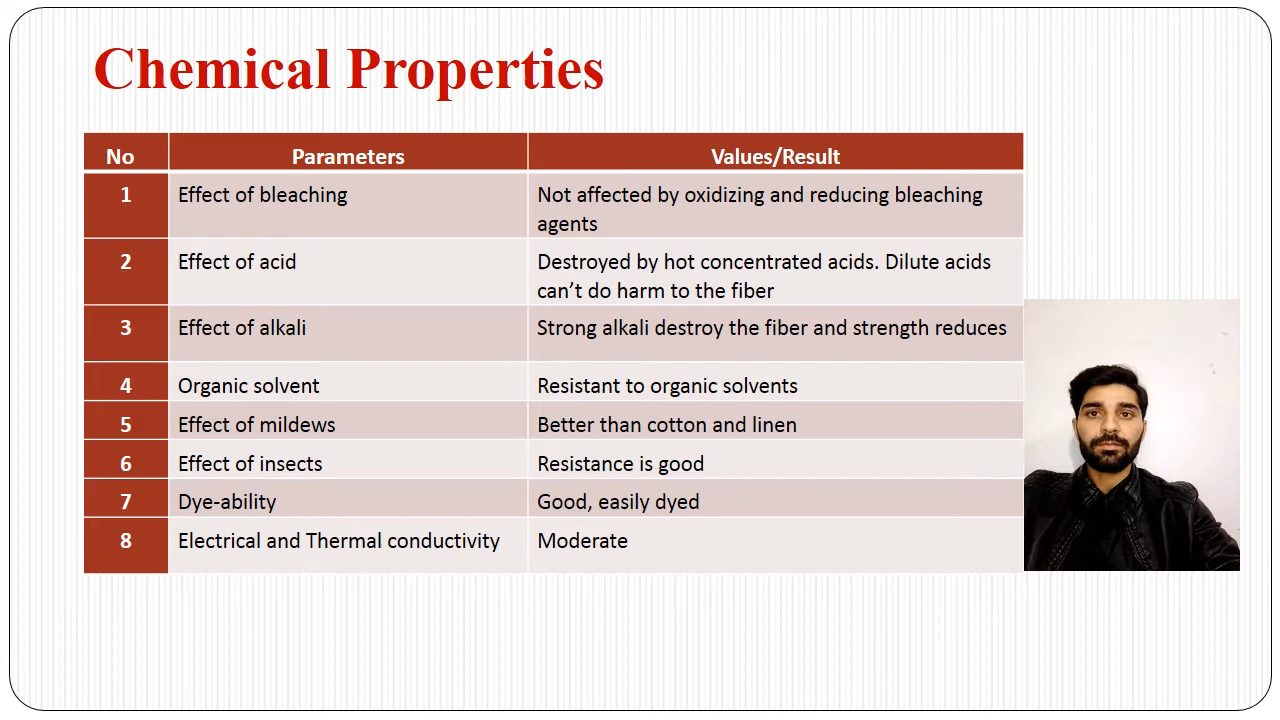 Chemical Properties
No Parameters Values/Result
1 Effect of bleaching Not affected by oxidizing and reducing bleaching
agents
2 Effect of acid Destroyed by hot concentrated acids. Dilute acids
can’t do harm to the fiber
3 Effect of alkali Strong alkali destroy the fiber and strength reduces
4 Organic solvent Resistant to organic solvents
5 Effect of mildews Better than cotton and linen
6 Effect of insects Resistance is good
7 Dye-ability Good, easily dyed
8 Electrical and Thermal conductivity Moderate